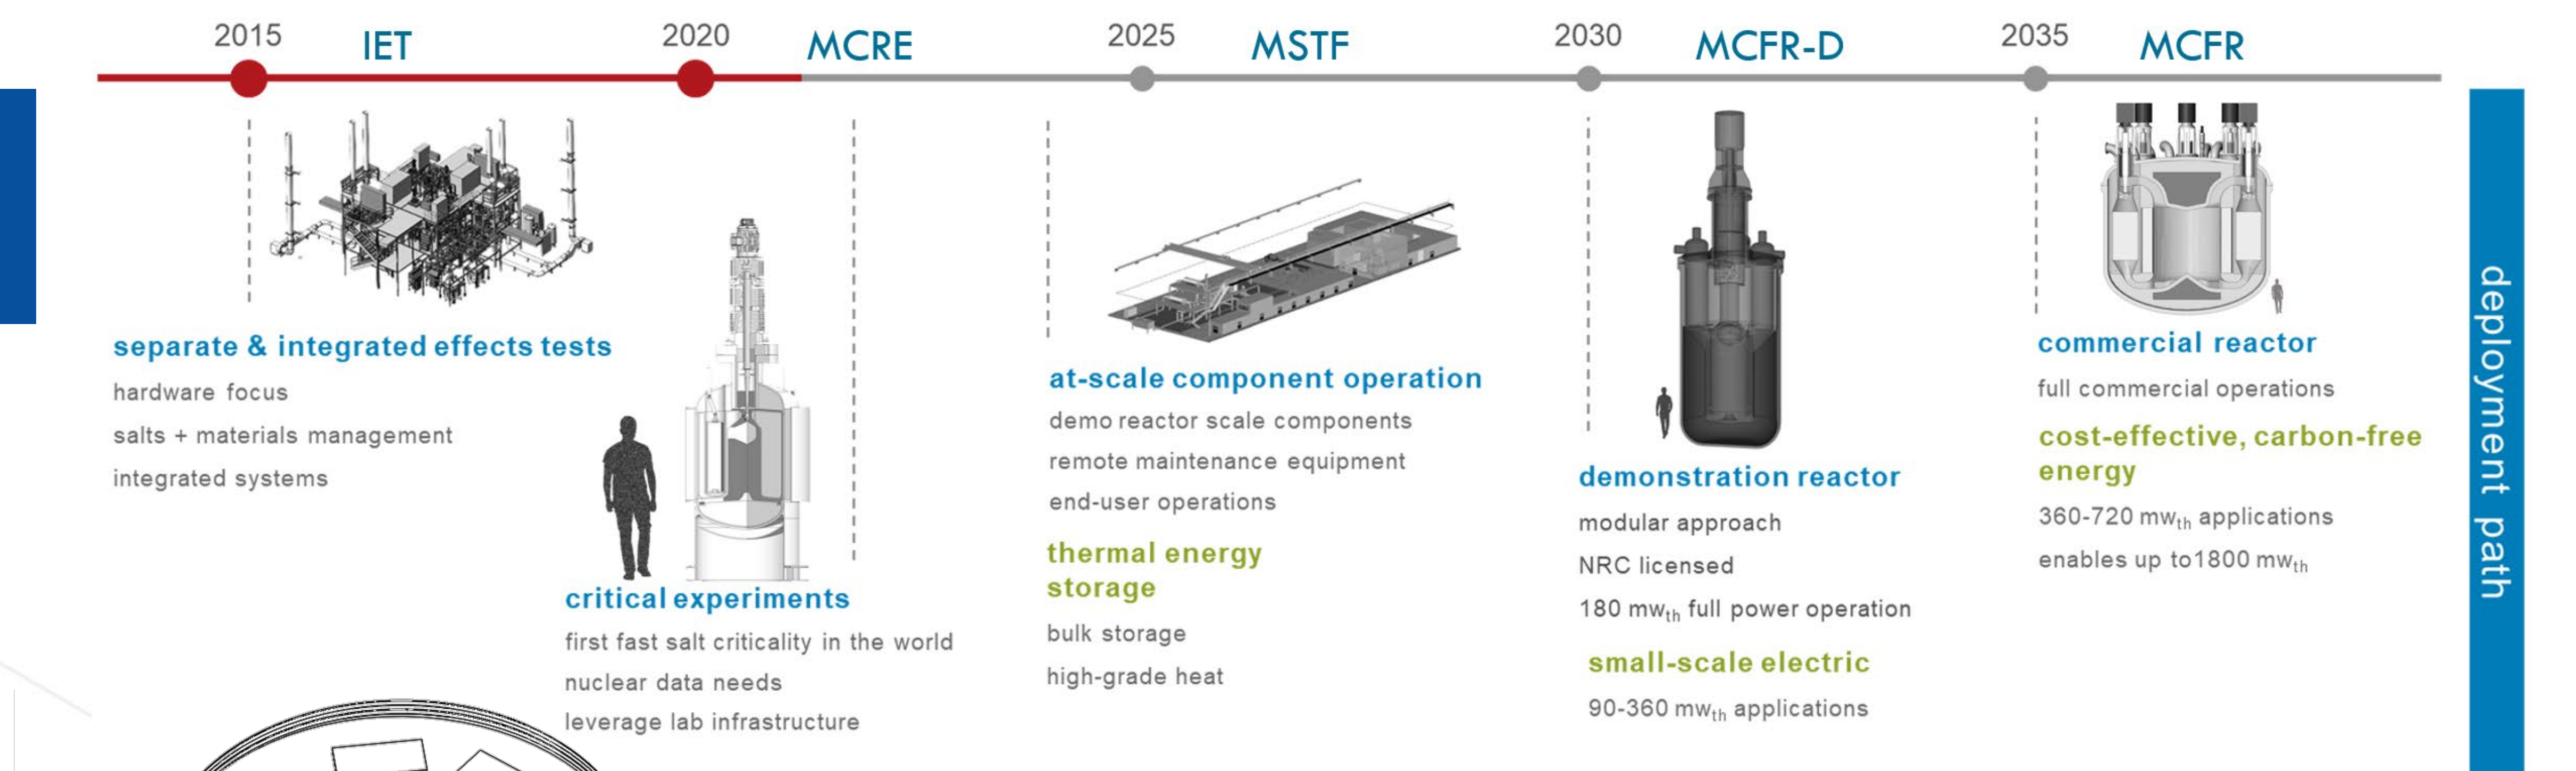 2015
IET
2020
MCRE
2025
MSTF
2030
MCFR-D
2035
MCFR
separate & integrated effects tests
hardware focus
salts + materials management
integrated systems
critical experiments
first fast salt criticality in the world
nuclear data needs
leverage lab infrastructure
at-scale component operation
demo reactor scale components
remote maintenance equipment
end-user operations
thermal energy
storage
bulk storage
high-grade heat
demonstration reactor
modular approach
NRC licensed
180 mwth full power operation
small-scale electric
90-360 mwth applications
commercial reactor
full commercial operations
cost-effective, carbon-free
energy
360-720 mwth applications
enables up to1800 mwth
deployment path